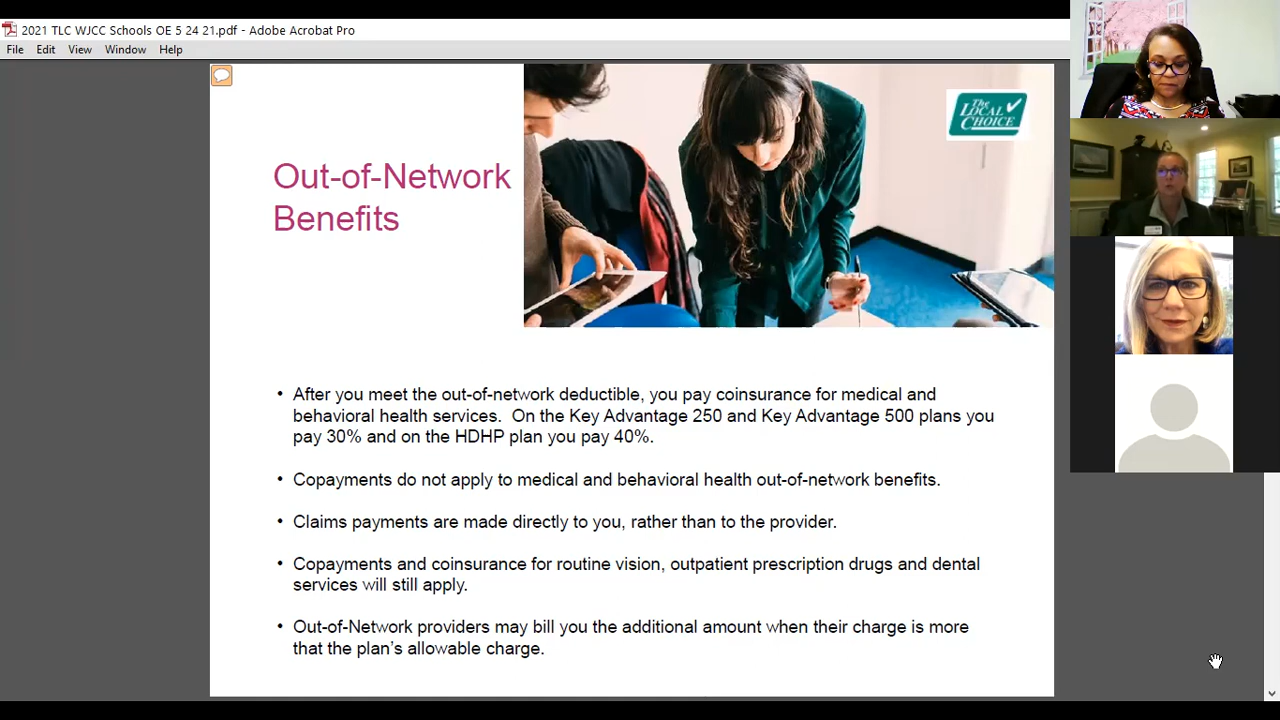 2021 TLC WJCC Schools OE 5 24 21.pdf - Adobe Acrobat Pro
File Edit View Window Help
The
LOCAL
CHOICE
Out-of-Network
Benefits
• After you meet the out-of-network deductible, you pay coinsurance for medical and
behavioral health services. On the Key Advantage 250 and Key Advantage 500 plans you
pay 30% and on the HDHP plan you pay 40%.
• Copayments do not apply to medical and behavioral health out-of-network benefits.
• Claims payments are made directly to you, rather than to the provider.
• Copayments and coinsurance for routine vision, outpatient prescription drugs and dental
services will still apply.
• Out-of-Network providers may bill you the additional amount when their charge is more
that the plan's allowable charge.